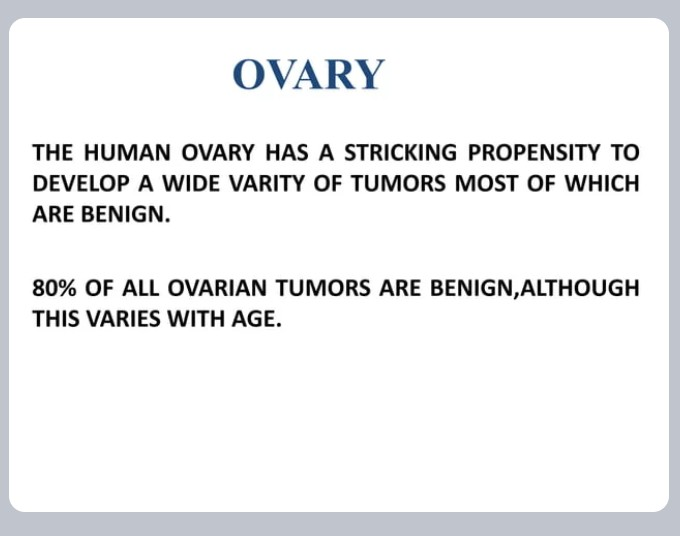 OVARY
THE HUMAN OVARY HAS A STRICKING PROPENSITY TO
DEVELOP A WIDE VARITY OF TUMORS MOST OF WHICH
ARE BENIGN.
80% OF ALL OVARIAN TUMORS ARE BENIGN,ALTHOUGH
THIS VARIES WITH AGE.